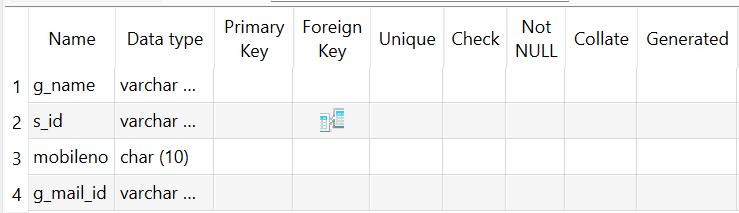 Name Data type Primary Key Foreign Key Unique Check Not NULL Collate Generated
1 g_name varchar ...
2 s_id varchar ...
3 mobileno char (10)
4 g_mail_id varchar ...